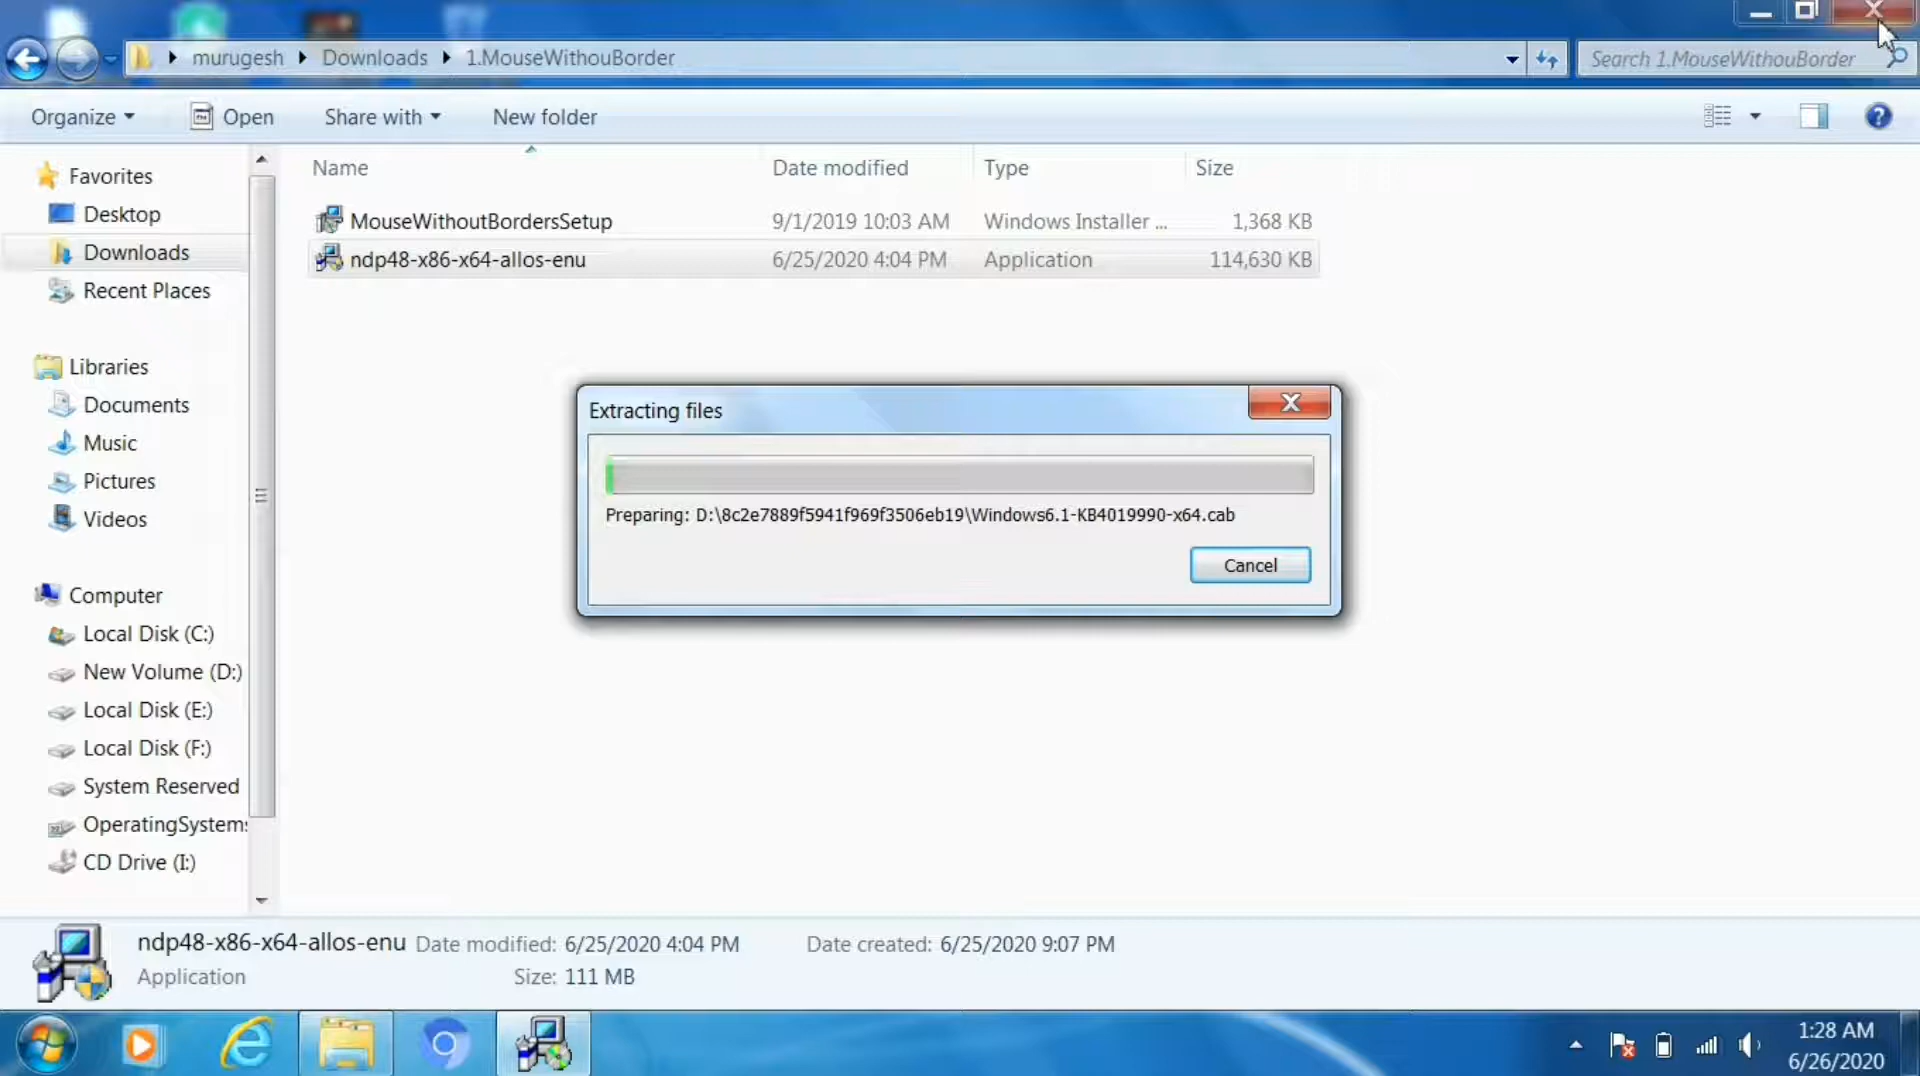 murugesh Downloads 1.MouseWithouBorder Search 1.MouseWithouBorder
Organize Open Share with New folder
Name Date modified Type Size
MouseWithoutBordersSetup 9/1/2019 10:03 AM Windows Installer ... 1,368 KB
ndp48-x86-x64-allos-enu 6/25/2020 4:04 PM Application 114,630 KB
Favorites
Desktop
Downloads
Recent Places
Libraries
Documents
Music
Pictures
Videos
Computer
Local Disk (C:)
New Volume (D:)
Local Disk (E:)
Local Disk (F:)
System Reserved
OperatingSystem
CD Drive (I:)
Extracting files
Preparing: D:\8c2e7889f5941f969f3506eb19\Windows6.1-KB4019990-x64.cab
Cancel
ndp48-x86-x64-allos-enu Date modified: 6/25/2020 4:04 PM Date created: 6/25/2020 9:07 PM
Application Size: 111 MB
1:28 AM
6/26/2020